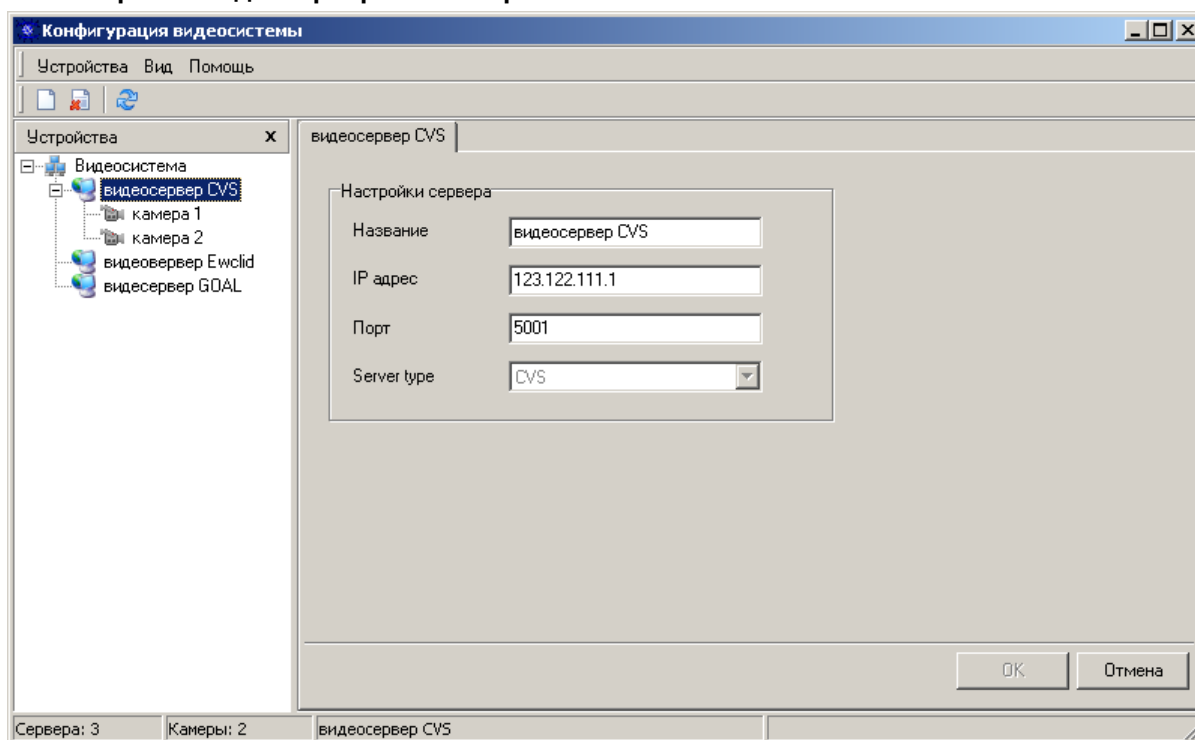 Конфигурация видеосистемы
Устройства Вид Помощь
Устройства x
видеосервер CVS
Видеосистема
видеосервер CVS
камера 1
камера 2
видеовервер Ewclid
видесервер GOAL
Настройки сервера
Название видеосервер CVS
IP адрес 123.122.111.1
Порт 5001
Server type CVS
OK Отмена
Сервера: 3 Камеры: 2 видеосервер CVS